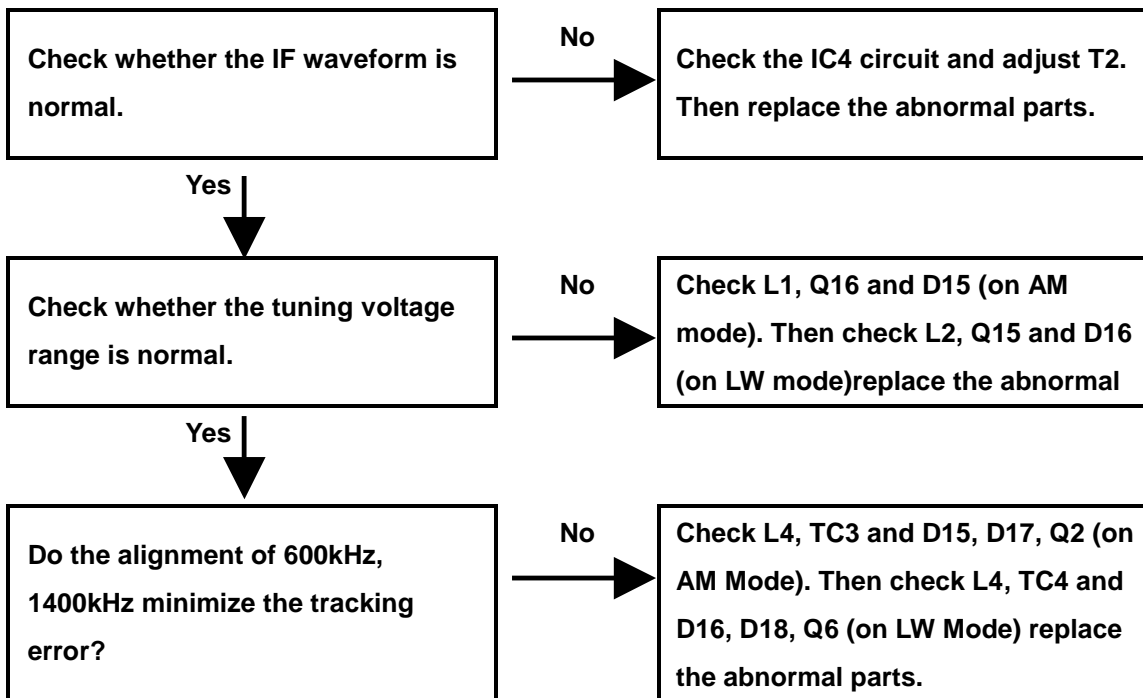 Check whether the IF waveform is
normal.
No
Check the IC4 circuit and adjust T2.
Then replace the abnormal parts.
Yes
Check whether the tuning voltage
range is normal.
No
Check L1, Q16 and D15 (on AM
mode). Then check L2, Q15 and D16
(on LW mode)replace the abnormal
Yes
Do the alignment of 600kHz,
1400kHz minimize the tracking
error?
No
Check L4, TC3 and D15, D17, Q2 (on
AM Mode). Then check L4, TC4 and
D16, D18, Q6 (on LW Mode) replace
the abnormal parts.